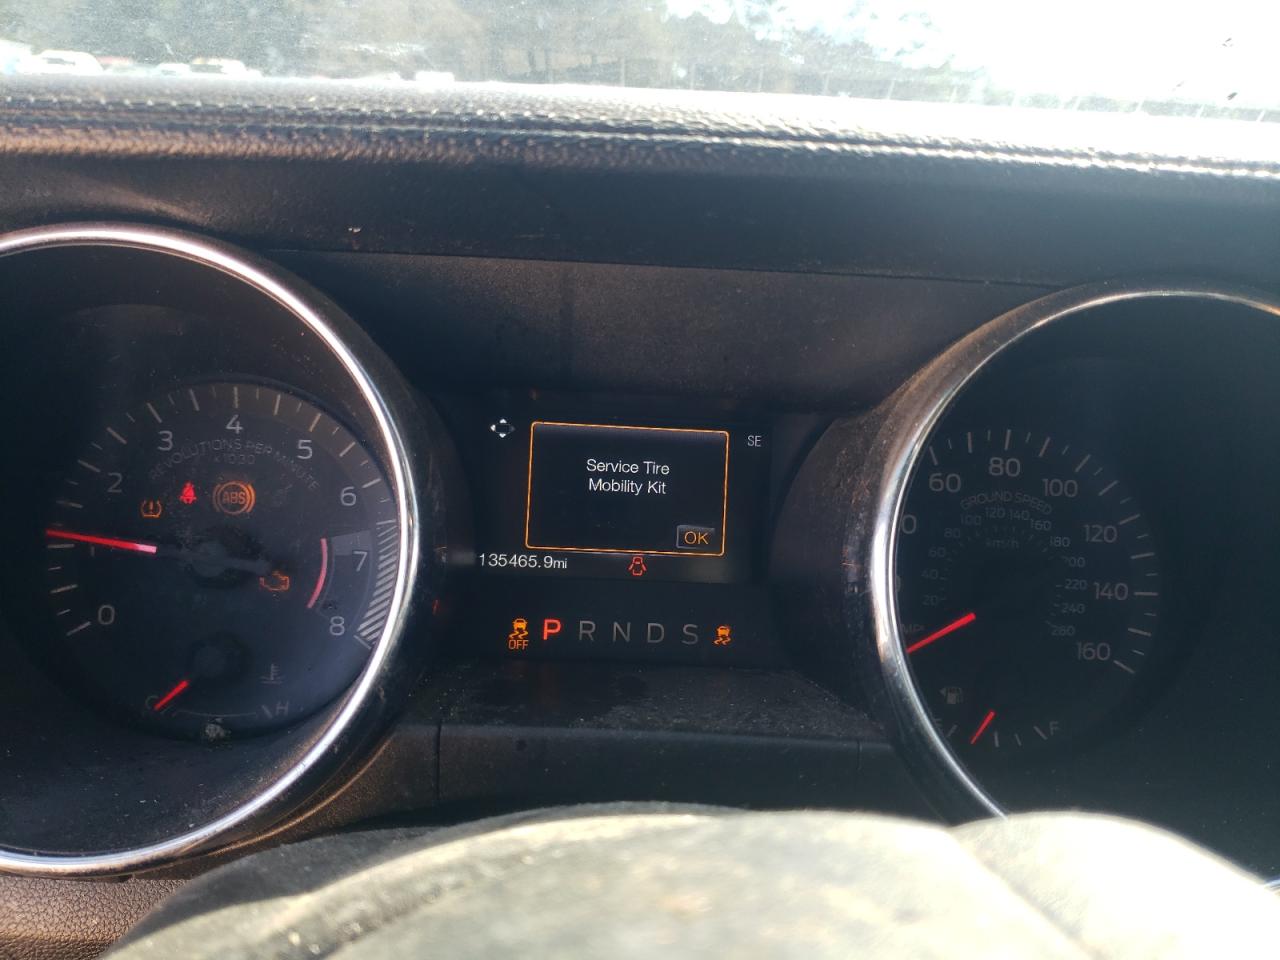 4
3
5
2
6
REVOLUTIONS PER MINUTE
ABS
7
0
8
C
H
SE
Service Tire
Mobility Kit
OK
135465.9mi
OFF
P R N D S
60
80
100
120
140
160
GROUND SPEED
20
40
60
80
100
120
140
160
180
200
220
240
260
km/h
F